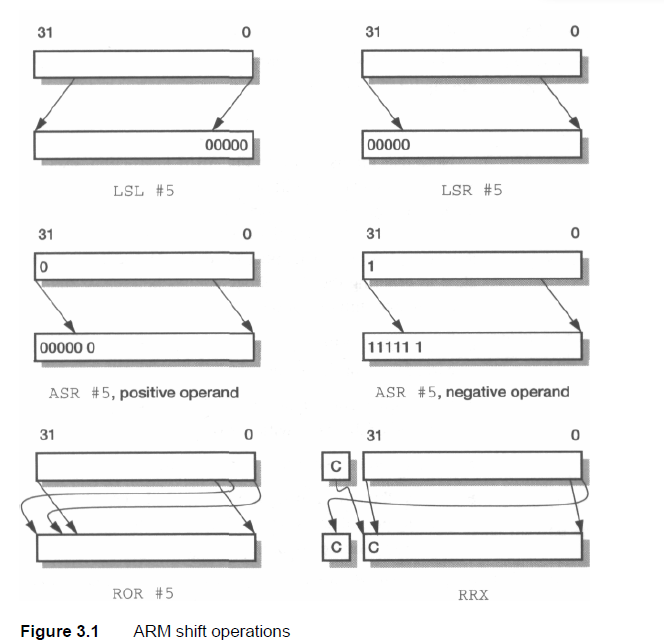 31 0 31 0
00000 00000
LSL #5 LSR #5
31 0 31 0
0 1
00000 0 11111 1
ASR #5, positive operand ASR #5, negative operand
31 0 31 0
C
C C
ROR #5 RRX
Figure 3.1 ARM shift operations